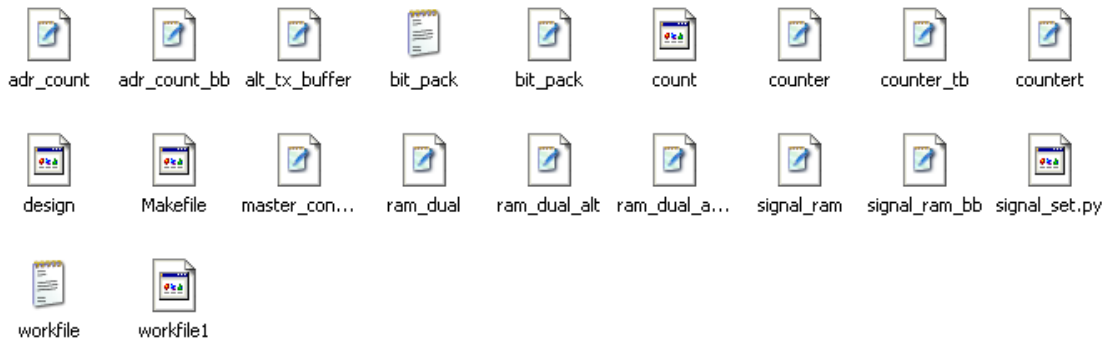 adr_count adr_count_bb alt_tx_buffer bit_pack bit_pack count counter counter_tb countert
design Makefile master_con... ram_dual ram_dual_alt ram_dual_a... signal_ram signal_ram_bb signal_set.py
workfile workfile1